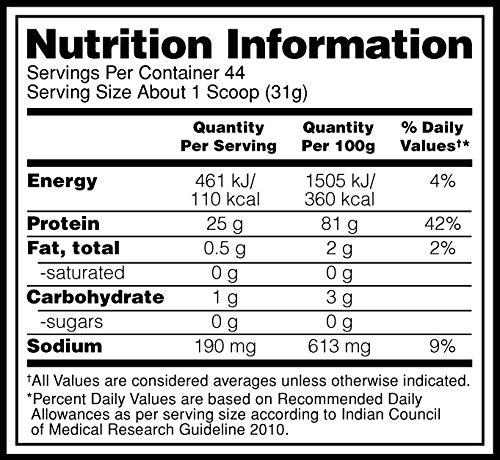 Nutrition Information
Servings Per Container 44
Serving Size About 1 Scoop (31g)
Quantity Quantity % Daily
Per Serving Per 100g Values†*
Energy 461 kJ/ 1505 kJ/ 4%
110 kcal 360 kcal
Protein 25 g 81 g 42%
Fat, total 0.5 g 2 g 2%
-saturated 0 g 0 g
Carbohydrate 1 g 3 g
-sugars 0 g 0 g
Sodium 190 mg 613 mg 9%
†All Values are considered averages unless otherwise indicated.
*Percent Daily Values are based on Recommended Daily
Allowances as per serving size according to Indian Council
of Medical Research Guideline 2010.